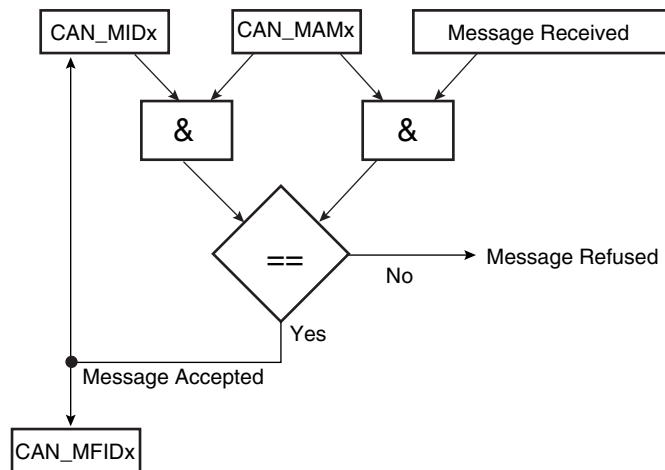 CAN_MIDx
CAN_MAMx
Message Received
&
&
==
No
Message Refused
Yes
Message Accepted
CAN_MFIDx